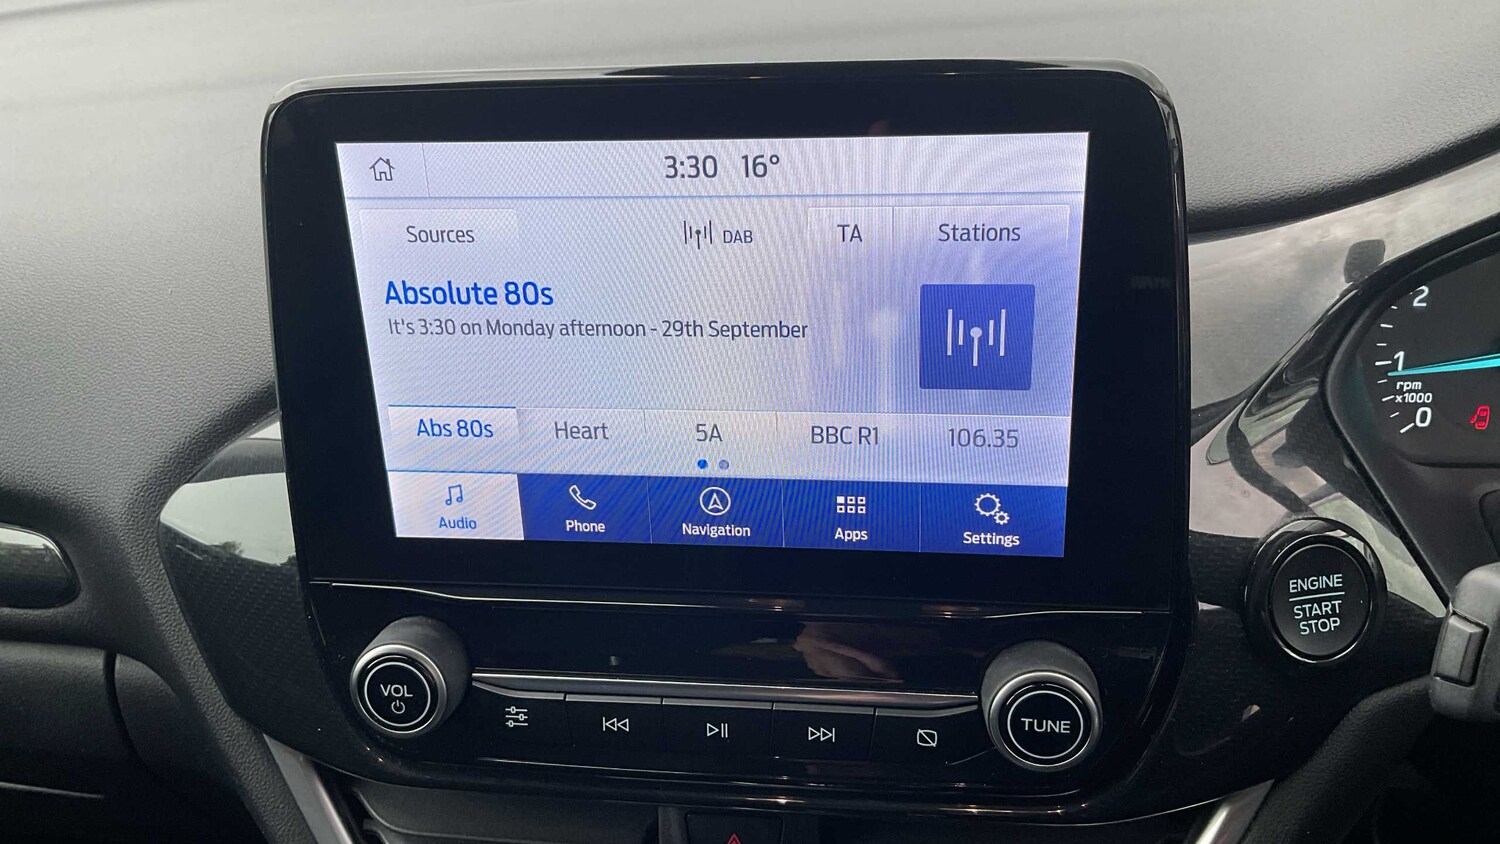 3:30 16°
Sources
DAB
TA
Stations
Absolute 80s
It's 3:30 on Monday afternoon - 29th September
Abs 80s
Heart
5A
BBC R1
106.35
Audio
Phone
Navigation
Apps
Settings
VOL
TUNE
ENGINE
START
STOP
2
1
rpm
x1000
0